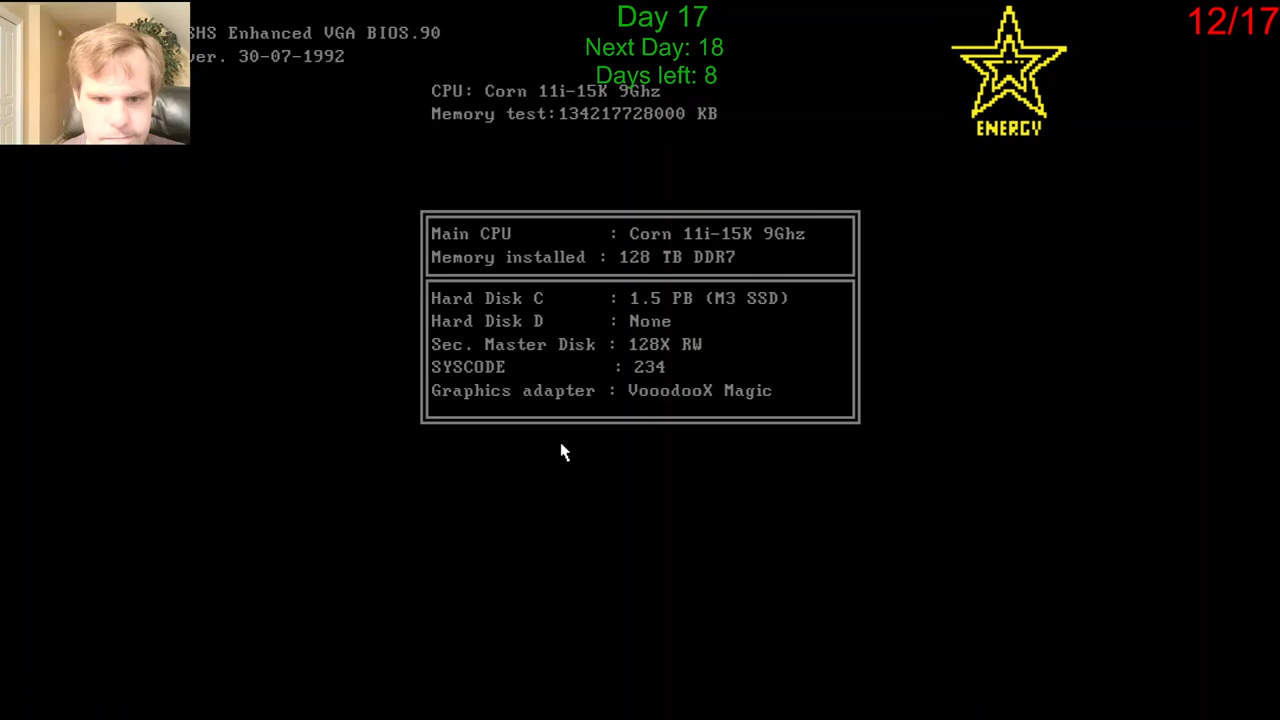 SHS Enhanced VGA BIOS.90
ver. 30-07-1992
Day 17
Next Day: 18
Days left: 8
12/17
ENERGY
CPU: Corn 11i-15K 9Ghz
Memory test:134217728000 KB
Main CPU : Corn 11i-15K 9Ghz
Memory installed : 128 TB DDR7
Hard Disk C : 1.5 PB (M3 SSD)
Hard Disk D : None
Sec. Master Disk : 128X RW
SYSCODE : 234
Graphics adapter : VooodooX Magic